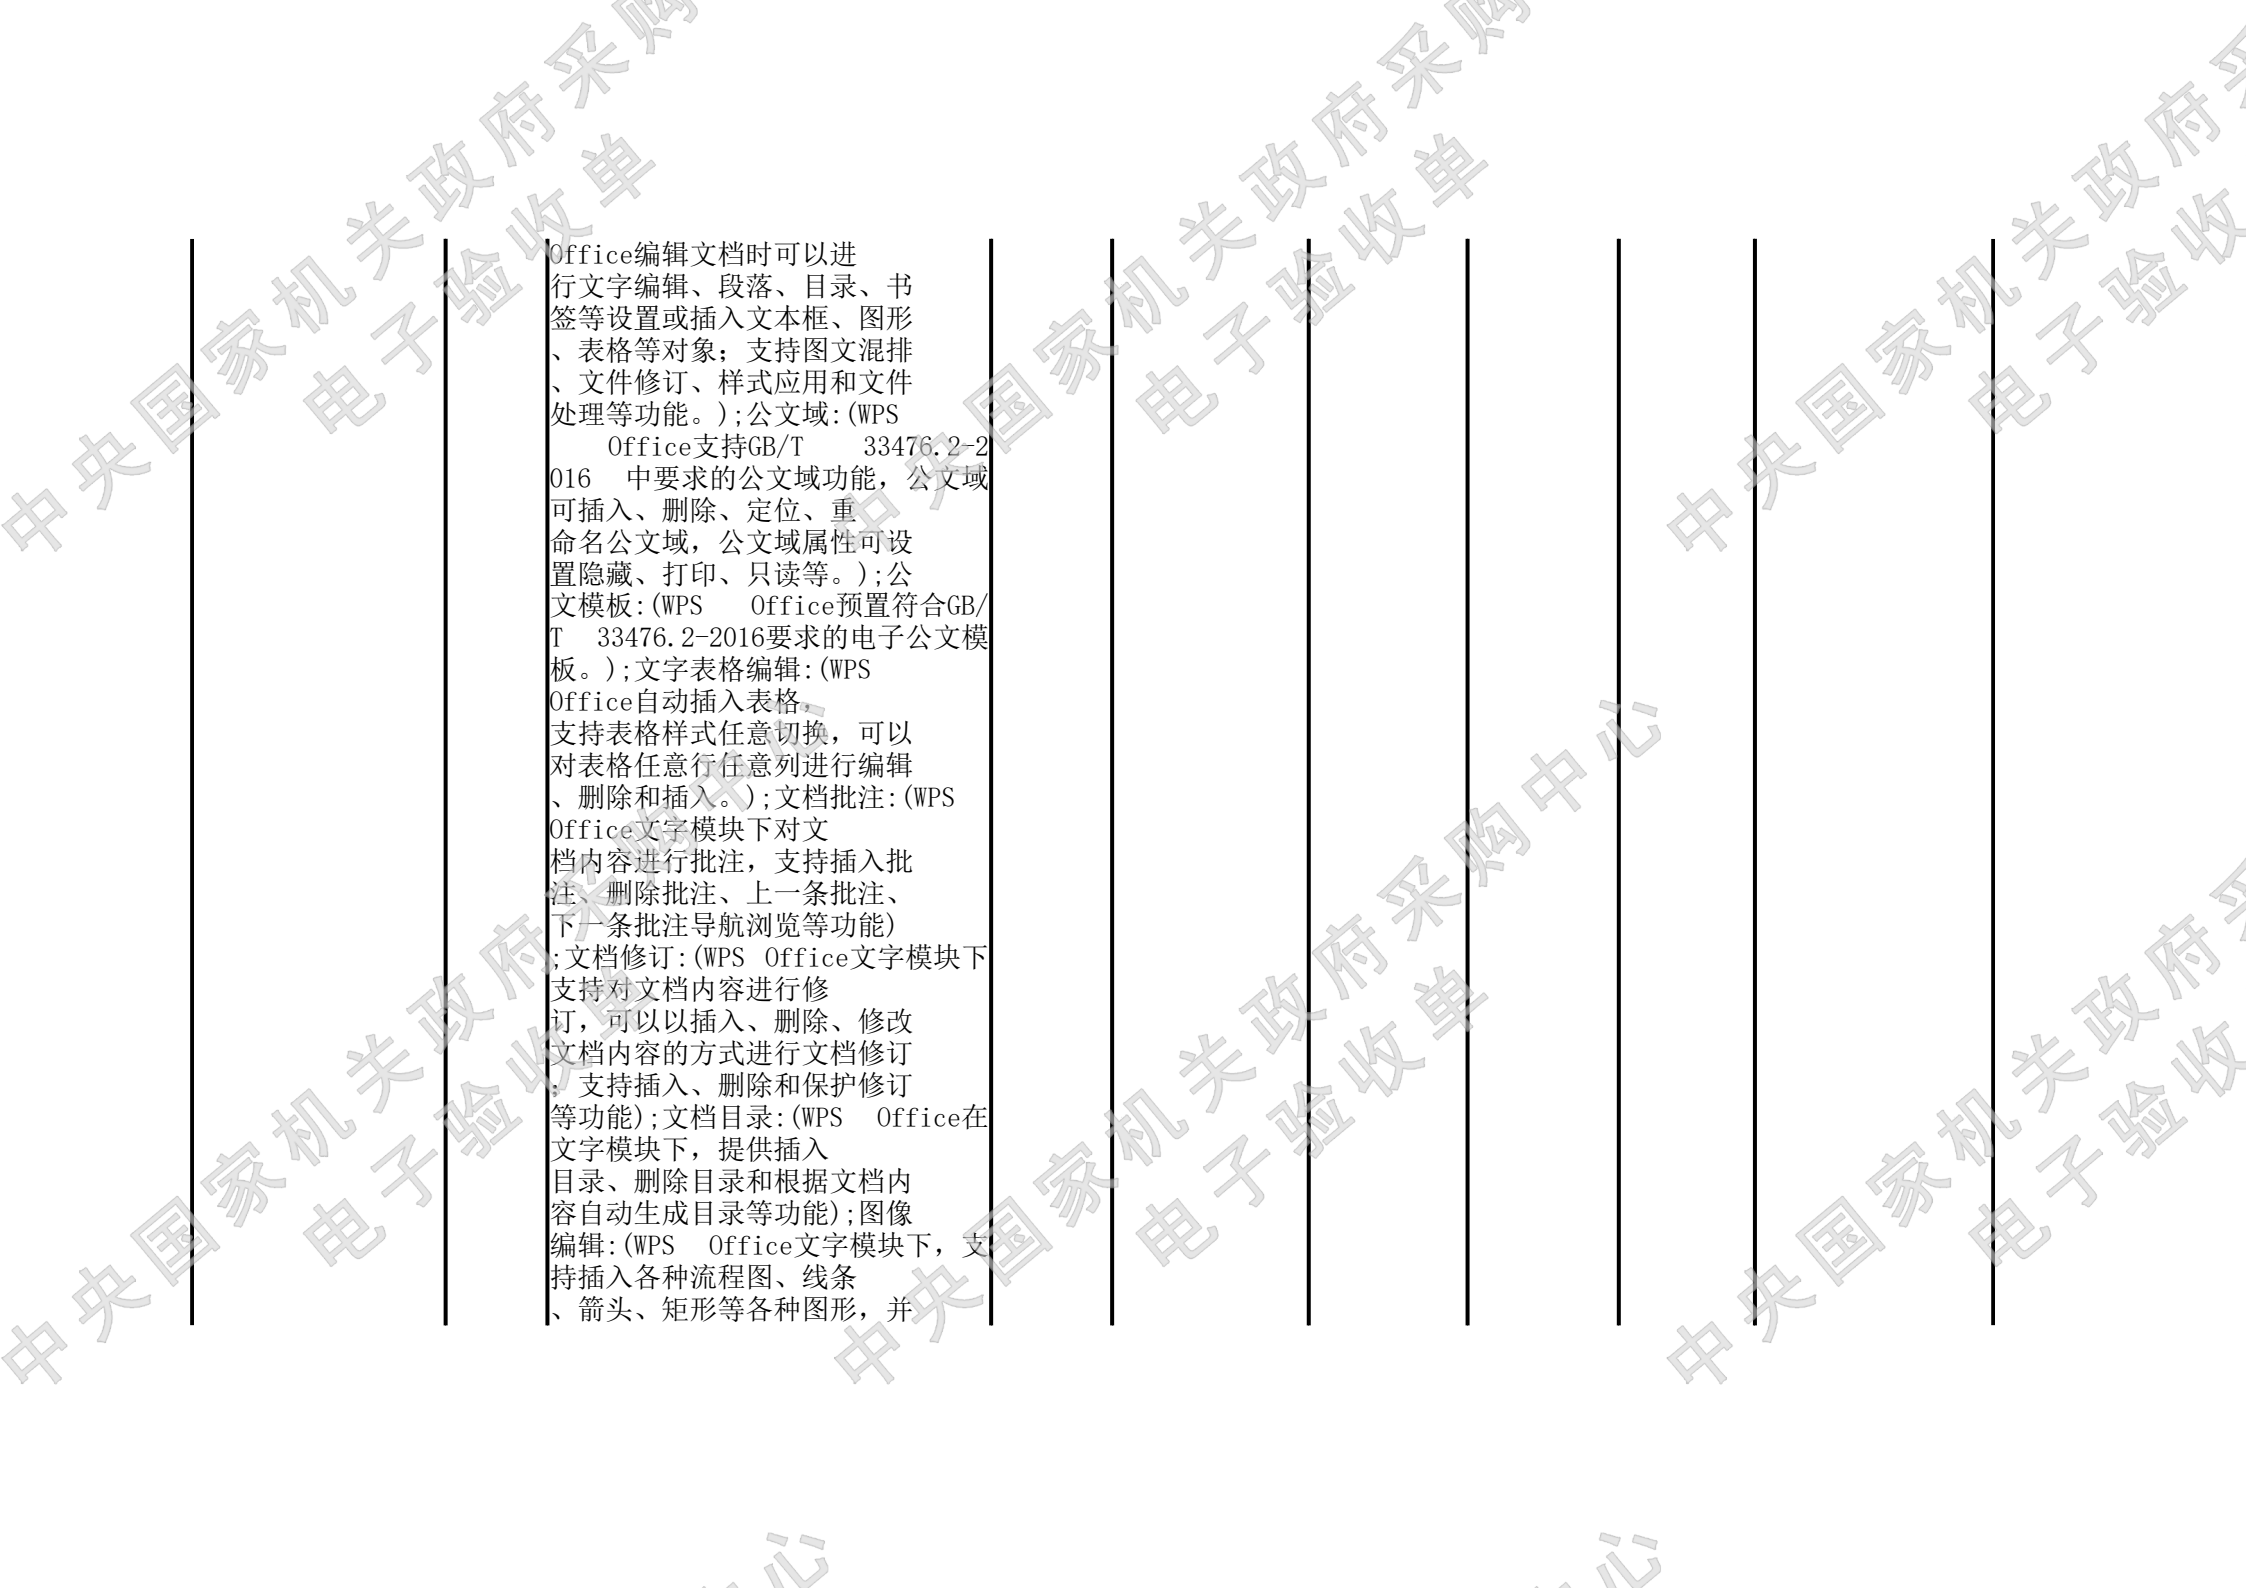 Office编辑文档时可以进
行文字编辑、段落、目录、书
签等设置或插入文本框、图形
、表格等对象；支持图文混排
、文件修订、样式应用和文件
处理等功能。);公文域:(WPS
Office支持GB/T 33476.2-2
016 中要求的公文域功能，公文域
可插入、删除、定位、重
命名公文域，公文域属性可设
置隐藏、打印、只读等。);公
文模板:(WPS Office预置符合GB/
T 33476.2-2016要求的电子公文模
板。);文字表格编辑:(WPS
Office自动插入表格，
支持表格样式任意切换，可以
对表格任意行任意列进行编辑
、删除和插入。);文档批注:(WPS
Office文字模块下对文
档内容进行批注，支持插入批
注、删除批注、上一条批注、
下一条批注导航浏览等功能)
;文档修订:(WPS Office文字模块下
支持对文档内容进行修
订，可以以插入、删除、修改
文档内容的方式进行文档修订
；支持插入、删除和保护修订
等功能);文档目录:(WPS Office在
文字模块下，提供插入
目录、删除目录和根据文档内
容自动生成目录等功能);图像
编辑:(WPS Office文字模块下，支
持插入各种流程图、线条
、箭头、矩形等各种图形，并
中央国家机关政府采购中心
电子验收单